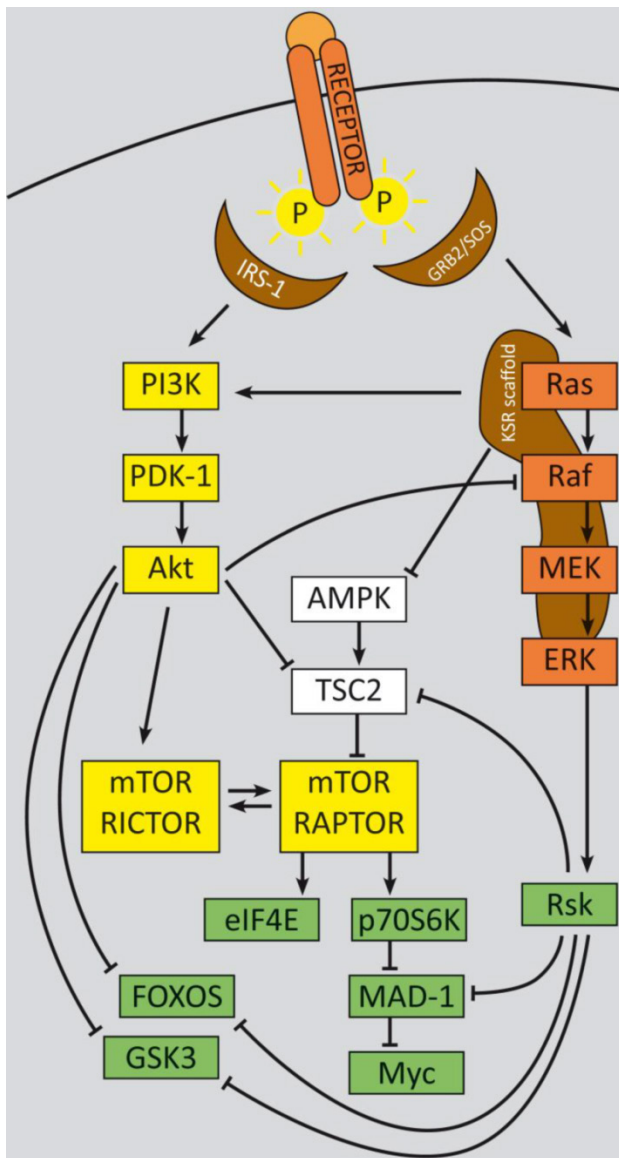 RECEPTOR
P
P
IRS-1
GRB2/SOS
PI3K
KSR scaffold
Ras
PDK-1
Raf
Akt
AMPK
MEK
TSC2
ERK
mTOR
RICTOR
mTOR
RAPTOR
eIF4E
p70S6K
Rsk
FOXOS
MAD-1
GSK3
Myc